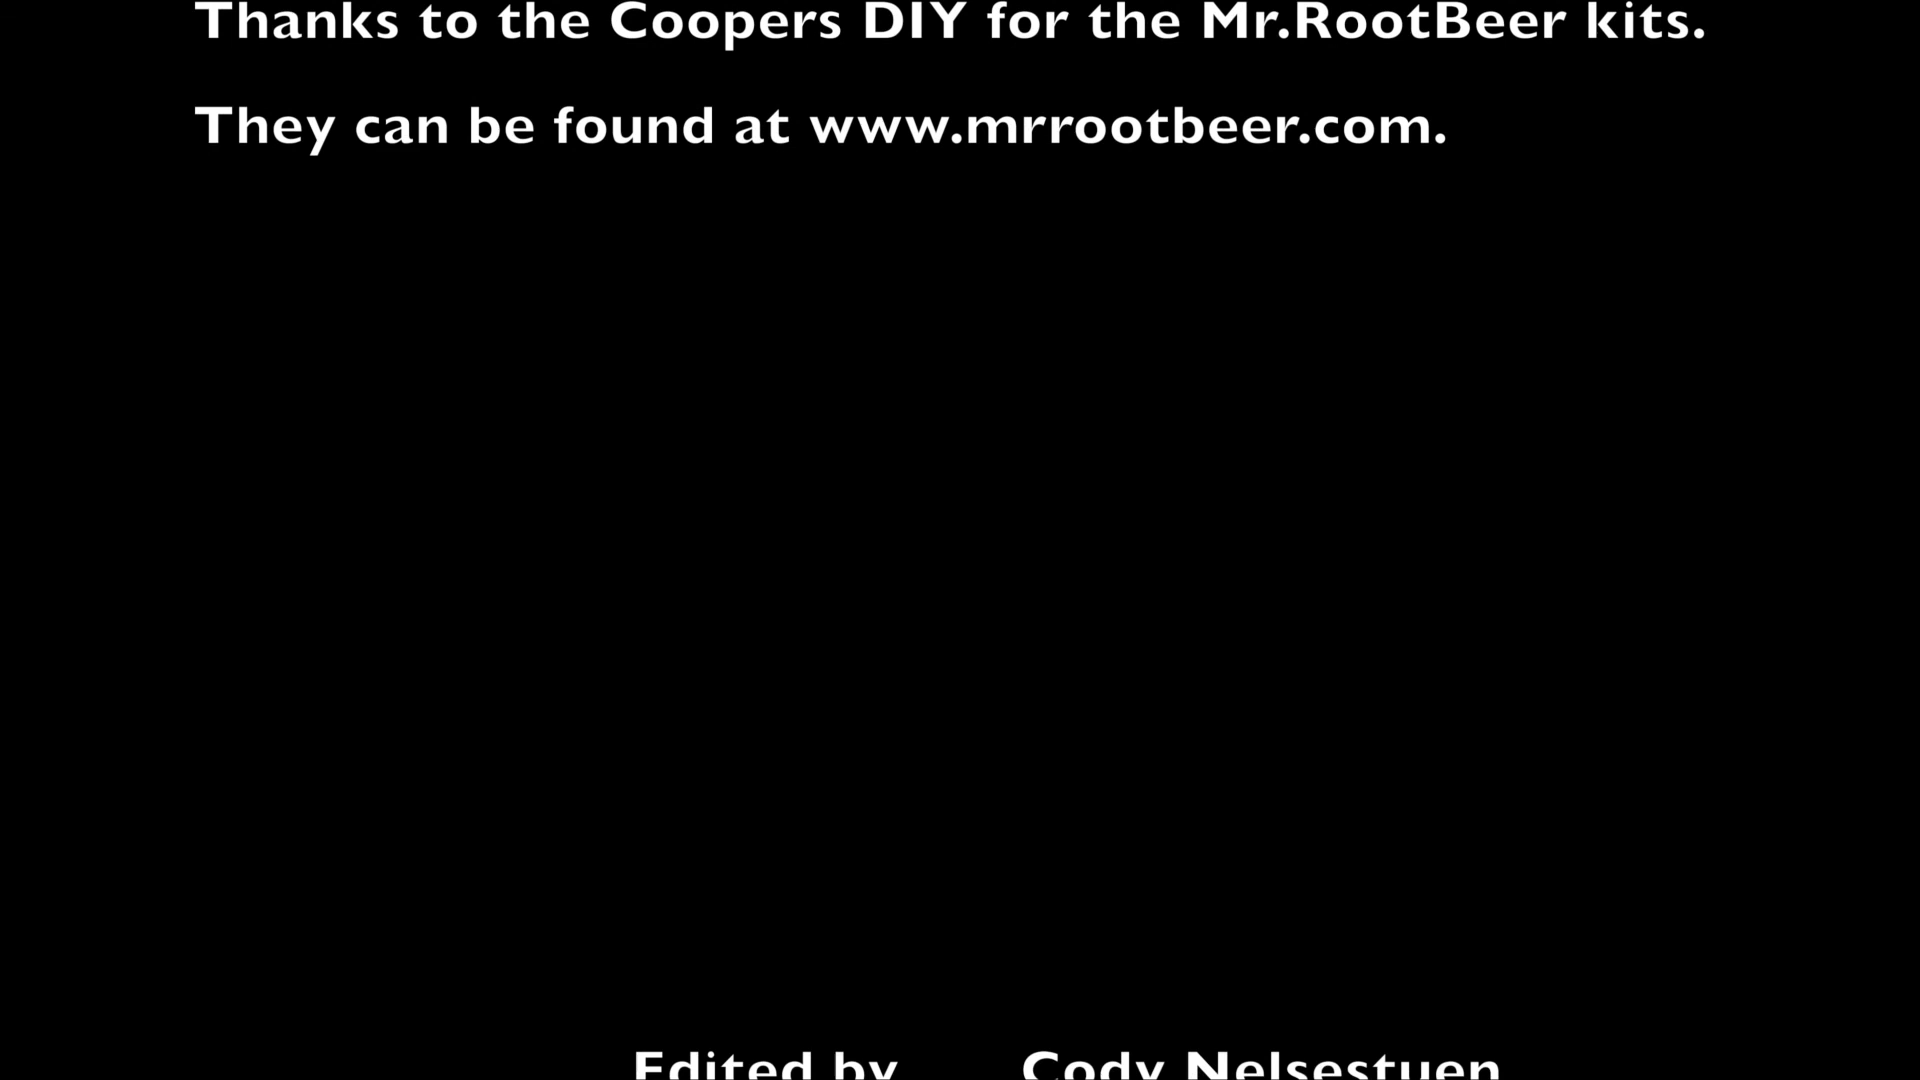 Thanks to the Coopers DIY for the Mr.RootBeer kits.
They can be found at www.mrrootbeer.com.
Edited by Cody Nelsestuen